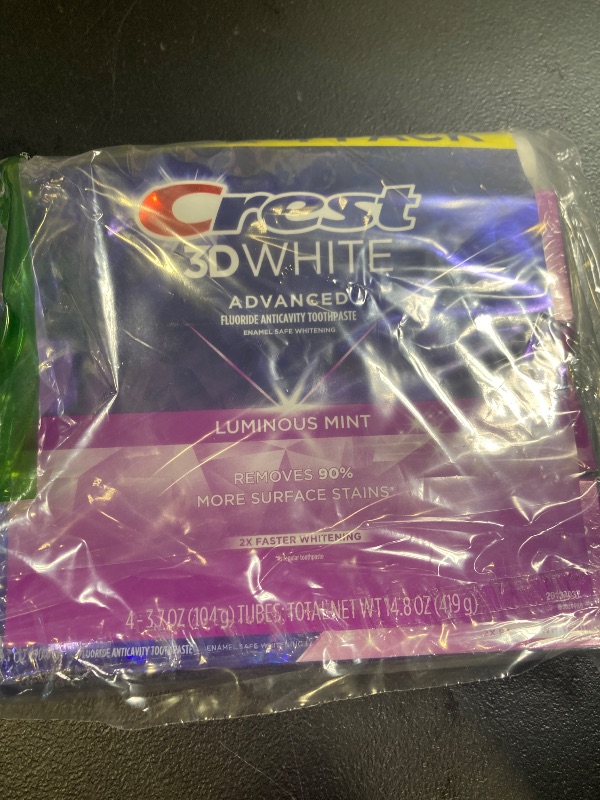 PACK
Crest
3D WHITE
ADVANCED
FLUORIDE ANTICAVITY TOOTHPASTE
ENAMEL SAFE WHITENING
LUMINOUS MINT
REMOVES 90%
MORE SURFACE STAINS*
2X FASTER WHITENING
4 - 3.7 OZ (104 g) TUBES; TOTAL NET WT 14.8 OZ (419 g)
FLUORIDE ANTICAVITY TOOTHPASTE
ENAMEL SAFE WHITENING